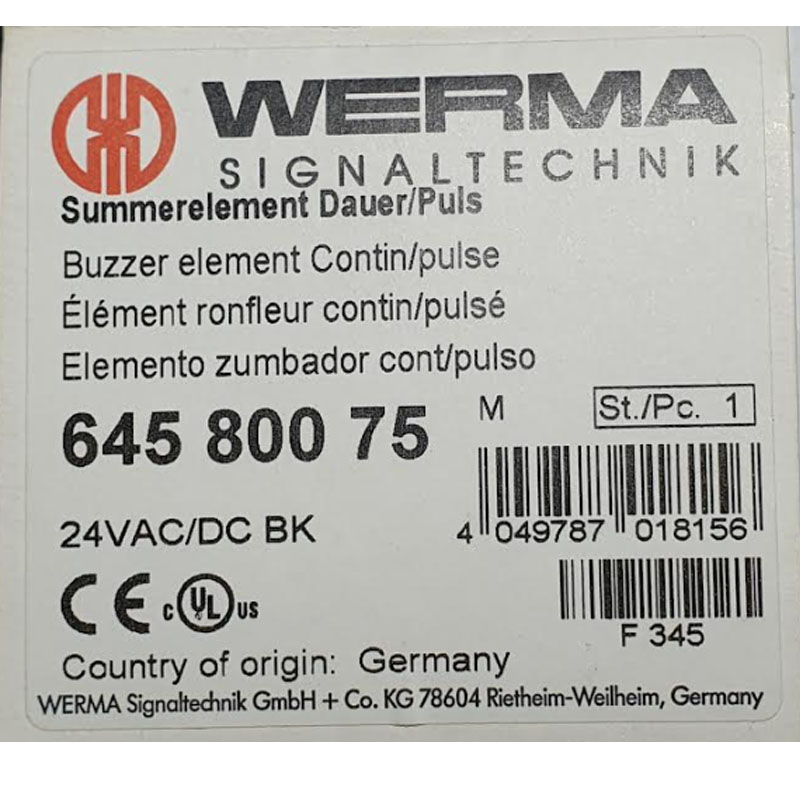 WERMA
SIGNALTECHNIK
Summerelement Dauer/Puls
Buzzer element Contin/pulse
Élément ronfleur contin/pulsé
Elemento zumbador cont/pulso
645 800 75 M St./Pc. 1
24VAC/DC BK
4 049787 018156
CE c UL US
F 345
Country of origin: Germany
WERMA Signaltechnik GmbH + Co. KG 78604 Rietheim-Weilheim, Germany